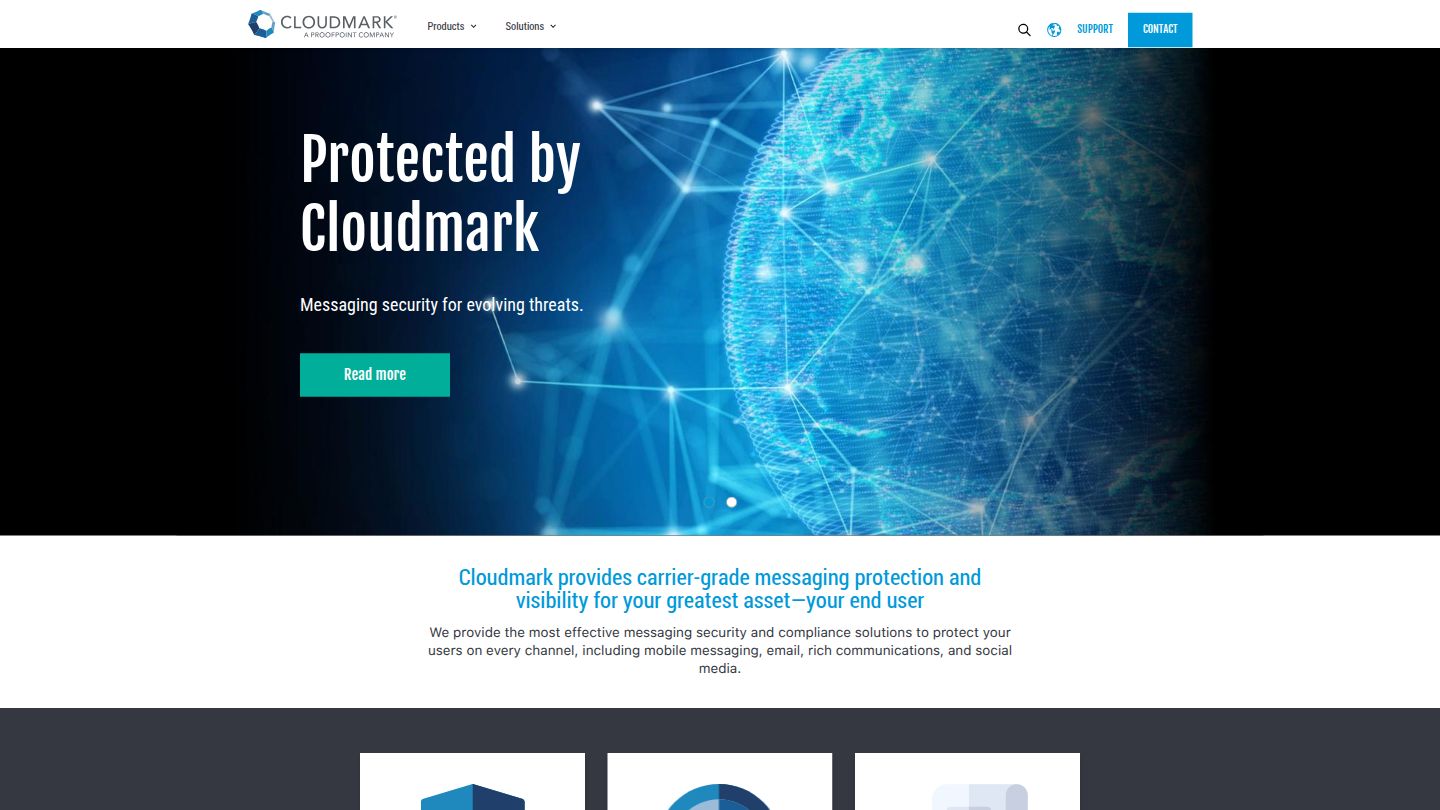 CLOUDMARK®
A PROOFPOINT COMPANY
Products
Solutions
SUPPORT
CONTACT
Protected by
Cloudmark
Messaging security for evolving threats.
Read more
Cloudmark provides carrier-grade messaging protection and
visibility for your greatest asset—your end user
We provide the most effective messaging security and compliance solutions to protect your
users on every channel, including mobile messaging, email, rich communications, and social
media.